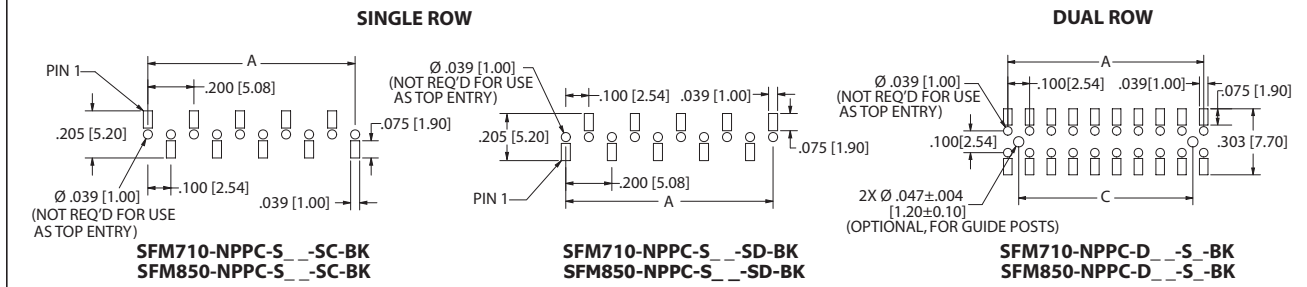 SINGLE ROW
DUAL ROW
PIN 1
A
.200 [5.08]
.205 [5.20]
.075 [1.90]
.100 [2.54]
.039 [1.00]
Ø .039 [1.00]
(NOT REQ'D FOR USE
AS TOP ENTRY)
SFM710-NPPC-S_ _-SC-BK
SFM850-NPPC-S_ _-SC-BK
Ø .039 [1.00]
(NOT REQ'D FOR USE
AS TOP ENTRY)
.100 [2.54]
.039 [1.00]
.205 [5.20]
.075 [1.90]
PIN 1
.200 [5.08]
A
SFM710-NPPC-S_ _-SD-BK
SFM850-NPPC-S_ _-SD-BK
A
Ø .039 [1.00]
(NOT REQ'D FOR USE
AS TOP ENTRY)
.100[2.54]
.039[1.00]
.075 [1.90]
.100[2.54]
.303 [7.70]
2X Ø .047±.004
[1.20±0.10]
(OPTIONAL, FOR GUIDE POSTS)
C
SFM710-NPPC-D_ _-S_-BK
SFM850-NPPC-D_ _-S_-BK